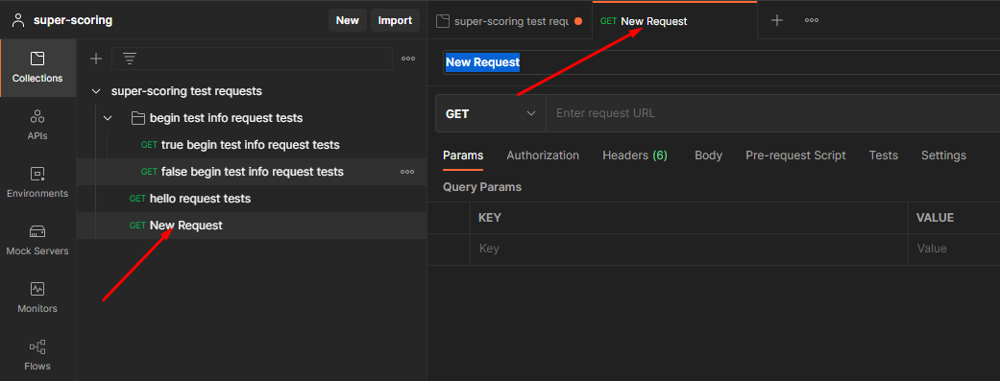 super-scoring
New
Import
super-scoring test requ
GET New Request
Collections
APIs
Environments
Mock Servers
Monitors
Flows
super-scoring test requests
begin test info request tests
GET true begin test info request tests
GET false begin test info request tests
GET hello request tests
GET New Request
New Request
GET
Enter request URL
Params Authorization Headers (6) Body Pre-request Script Tests Settings
Query Params
KEY VALUE
Key Value